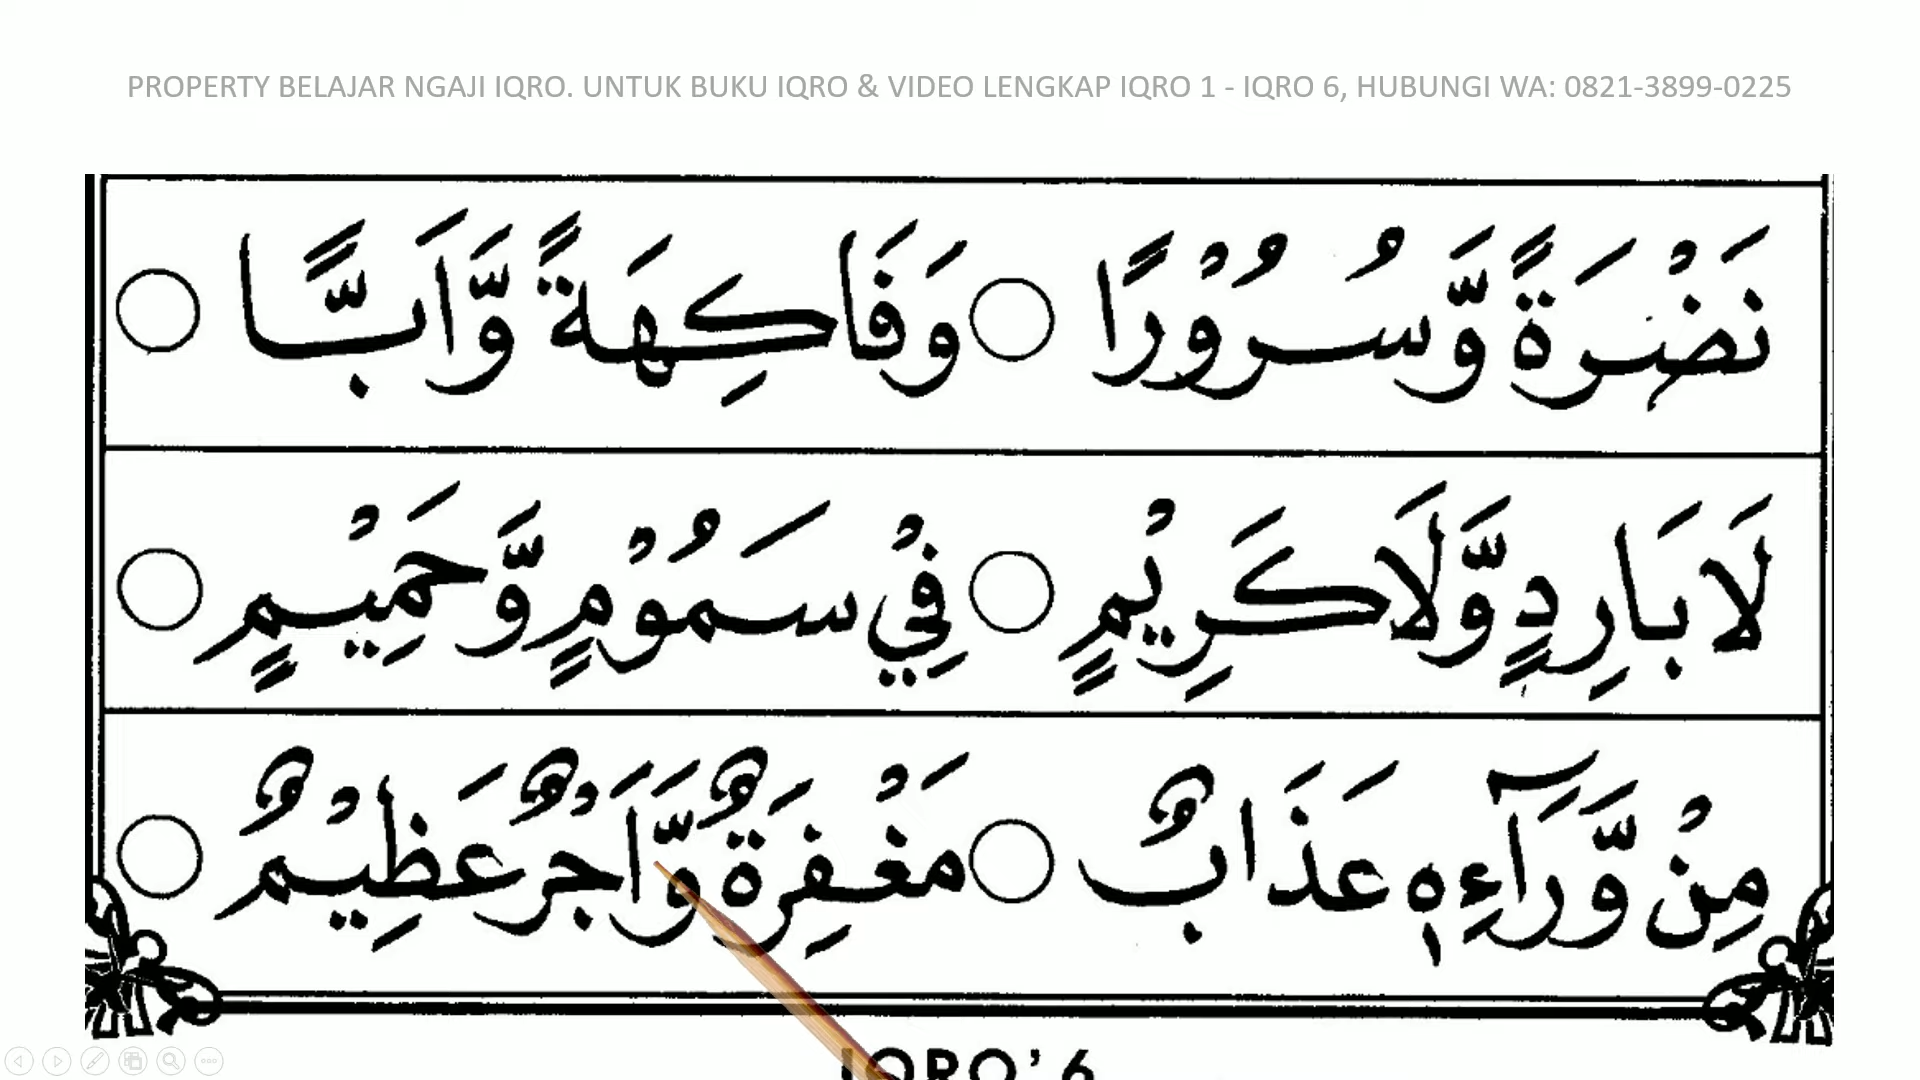 PROPERTY BELAJAR NGAJI IQRO. UNTUK BUKU IQRO & VIDEO LENGKAP IQRO 1 - IQRO 6, HUBUNGI WA: 0821-3899-0225
نَضْرَةً وَّسُرُوْرًا ○ وَفَاكِهَةً وَّاَبًّا ○
لَا بَارِدٍ وَّلَا كَرِيْمٍ ○ فِيْ سَمُوْمٍ وَّحَمِيْمٍ ○
مِنْ وَّرَآءِهٖ عَذَابٌ ○ مَغْفِرَةٌ وَّاَجْرٌ عَظِيْمٌ ○
IQRO’ 6